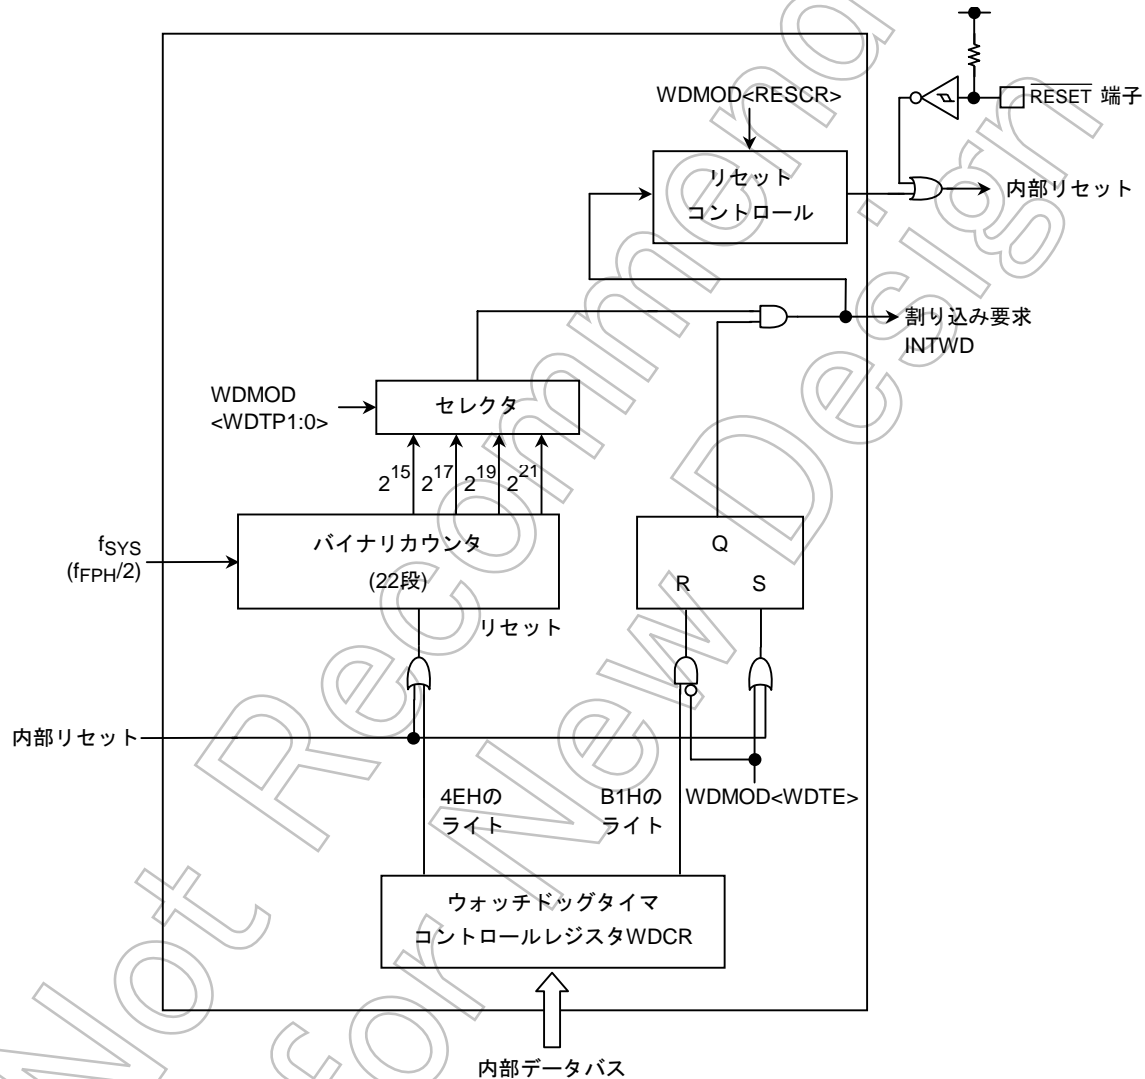 WDMOD<RESCR>
RESET 端子
リセット
コントロール
内部リセット
割り込み要求
INTWD
WDMOD
<WDTP1:0>
セレクタ
2^15 2^17 2^19 2^21
fSYS
(fFPH/2)
バイナリカウンタ
(22段)
リセット
Q
R S
内部リセット
4EHの
ライト
B1Hの
ライト
WDMOD<WDTE>
ウォッチドッグタイマ
コントロールレジスタWDCR
内部データバス
Not Recommended
for New Design